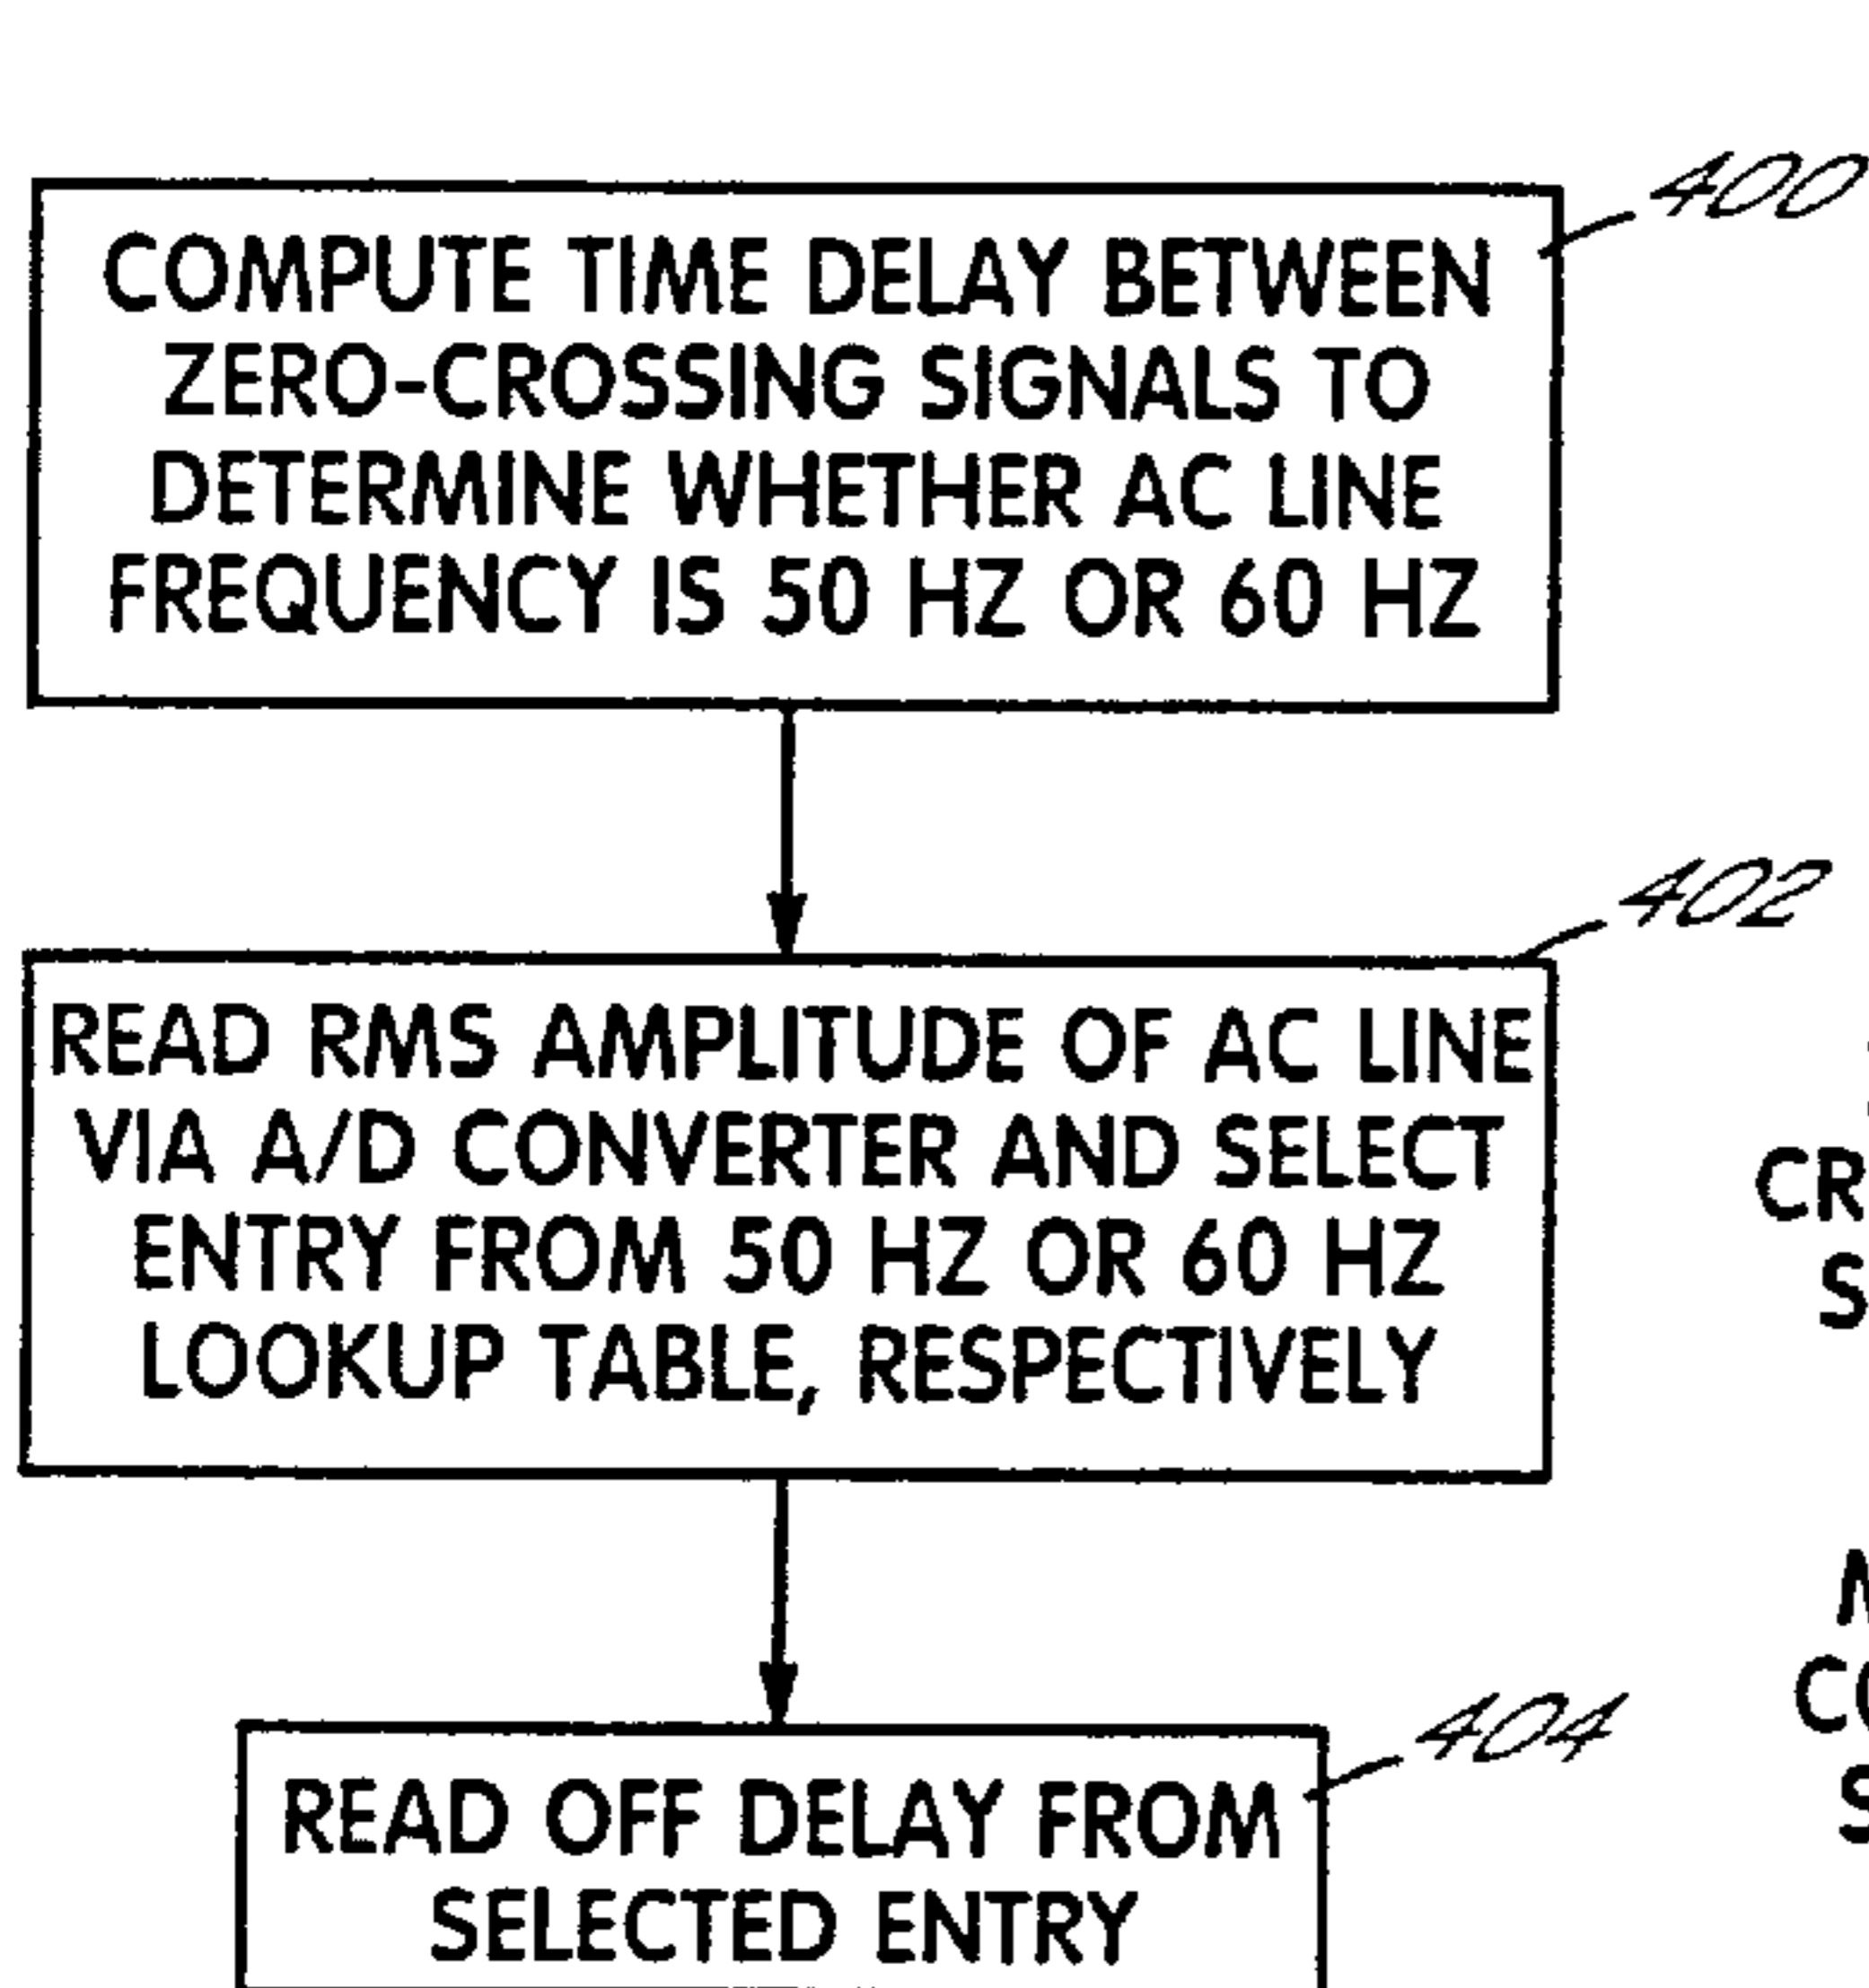 400
COMPUTE TIME DELAY BETWEEN
ZERO-CROSSING SIGNALS TO
DETERMINE WHETHER AC LINE
FREQUENCY IS 50 HZ OR 60 HZ
402
READ RMS AMPLITUDE OF AC LINE
VIA A/D CONVERTER AND SELECT
ENTRY FROM 50 HZ OR 60 HZ
LOOKUP TABLE, RESPECTIVELY
404
READ OFF DELAY FROM
SELECTED ENTRY